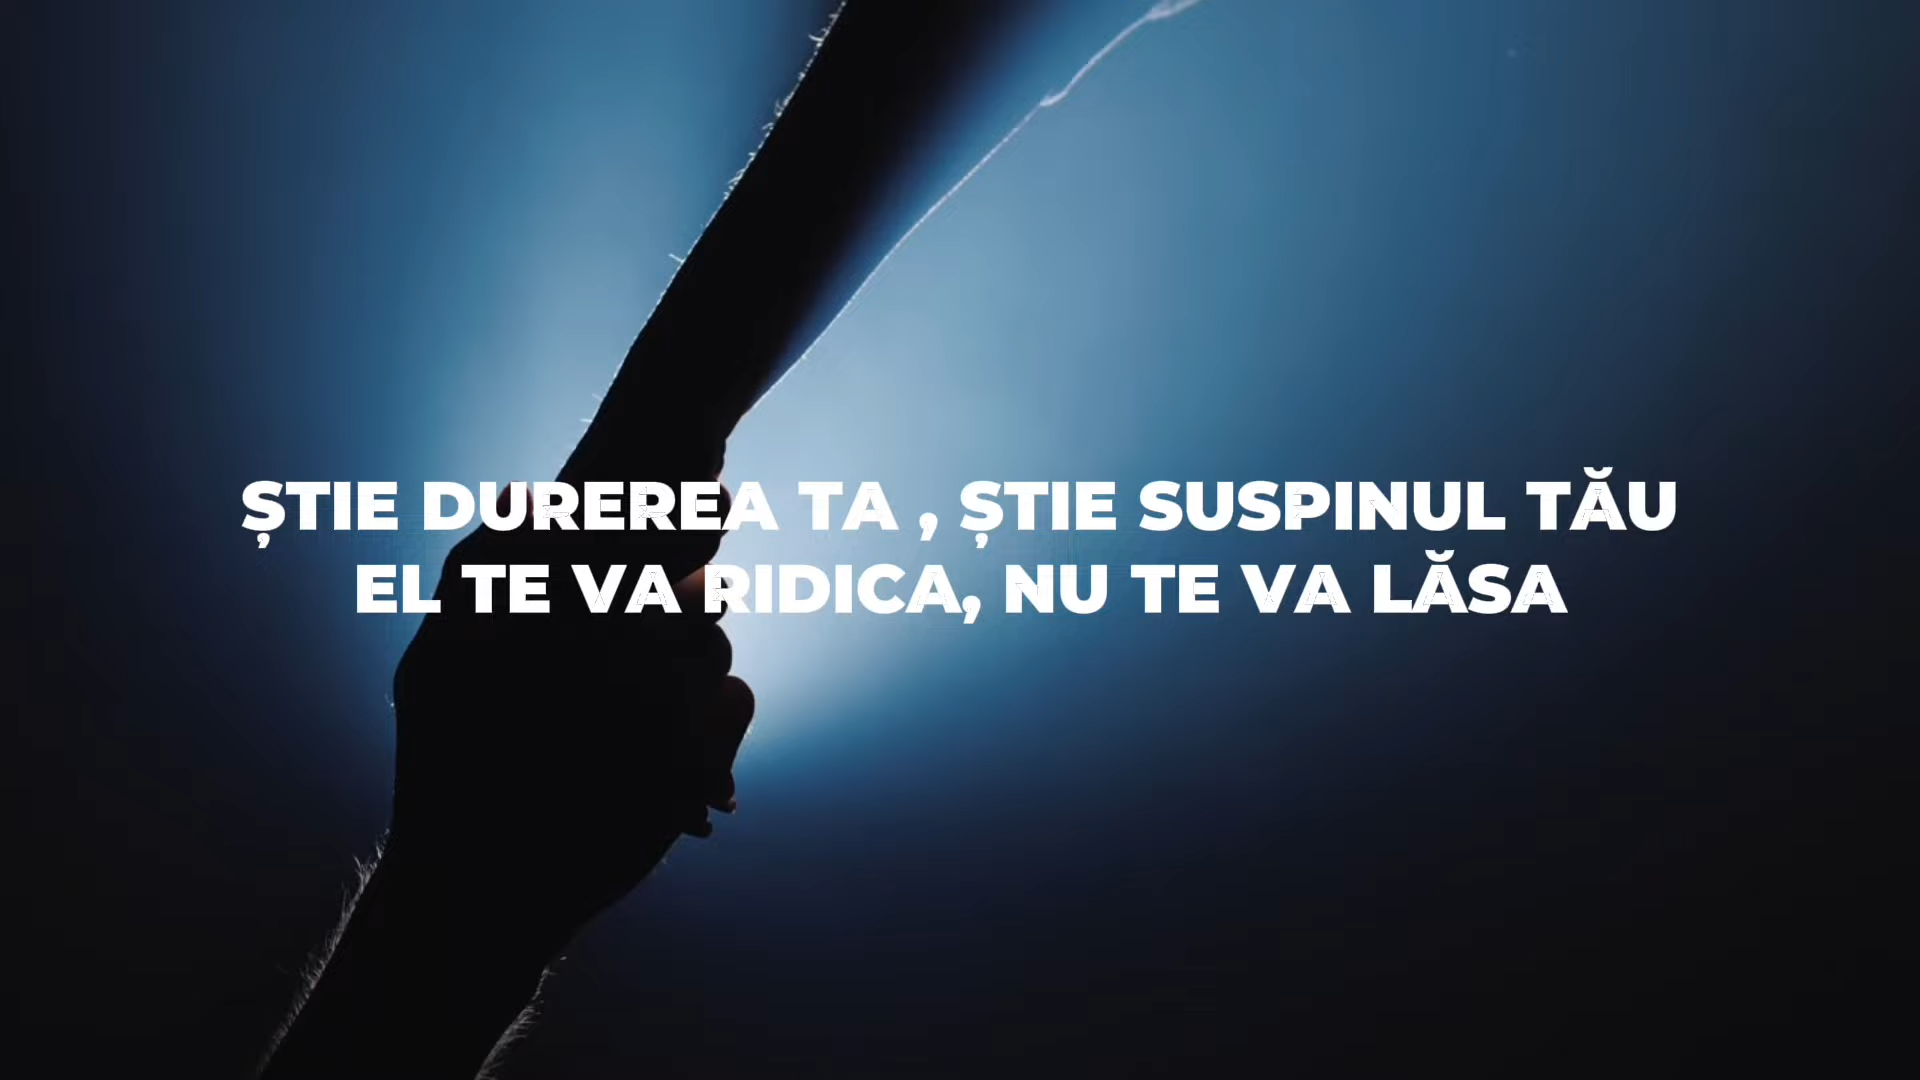 ȘTIE DUREREA TA , ȘTIE SUSPINUL TĂU
EL TE VA RIDICA, NU TE VA LĂSA